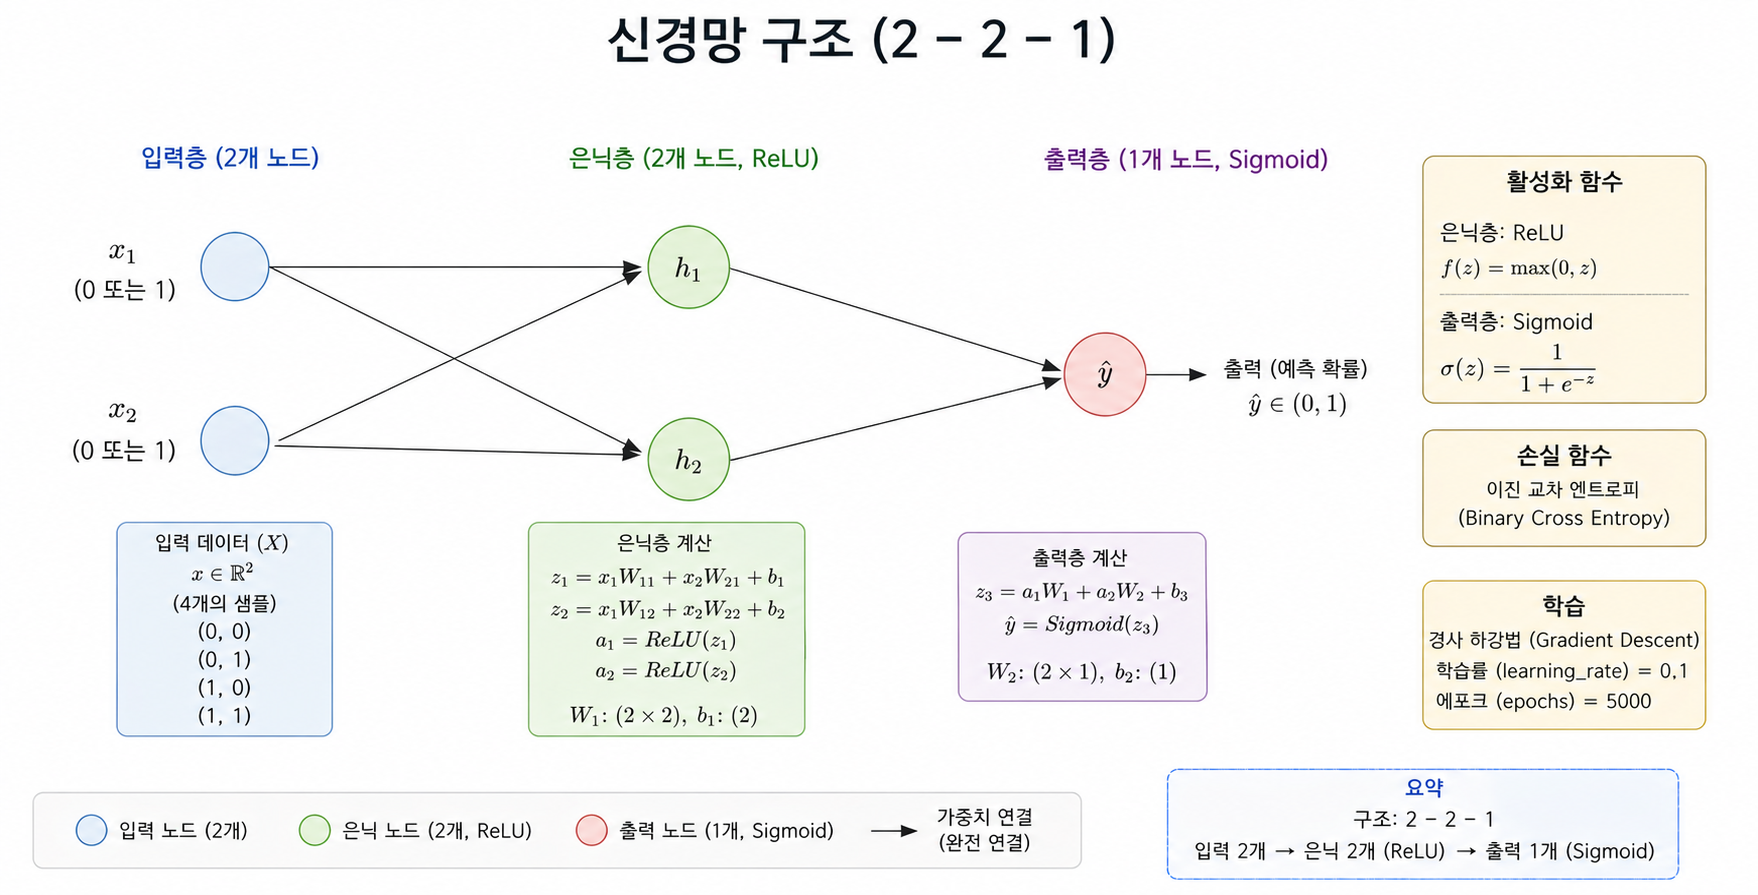 신경망 구조 (2 – 2 – 1)
입력층 (2개 노드)
은닉층 (2개 노드, ReLU)
출력층 (1개 노드, Sigmoid)
x₁
(0 또는 1)
x₂
(0 또는 1)
h₁
h₂
ŷ
출력 (예측 확률)
ŷ ∈ (0, 1)
입력 데이터 (X)
x ∈ ℝ²
(4개의 샘플)
(0, 0)
(0, 1)
(1, 0)
(1, 1)
은닉층 계산
z₁ = x₁W₁₁ + x₂W₂₁ + b₁
z₂ = x₁W₁₂ + x₂W₂₂ + b₂
a₁ = ReLU(z₁)
a₂ = ReLU(z₂)
W₁: (2 × 2), b₁: (2)
출력층 계산
z₃ = a₁W₁ + a₂W₂ + b₃
ŷ = Sigmoid(z₃)
W₂: (2 × 1), b₂: (1)
활성화 함수
은닉층: ReLU
f(z) = max(0, z)
출력층: Sigmoid
σ(z) = 1 / (1 + e⁻ᶻ)
손실 함수
이진 교차 엔트로피
(Binary Cross Entropy)
학습
경사 하강법 (Gradient Descent)
학습률 (learning_rate) = 0.1
에포크 (epochs) = 5000
입력 노드 (2개)
은닉 노드 (2개, ReLU)
출력 노드 (1개, Sigmoid)
가중치 연결
(완전 연결)
요약
구조: 2 – 2 – 1
입력 2개 → 은닉 2개 (ReLU) → 출력 1개 (Sigmoid)